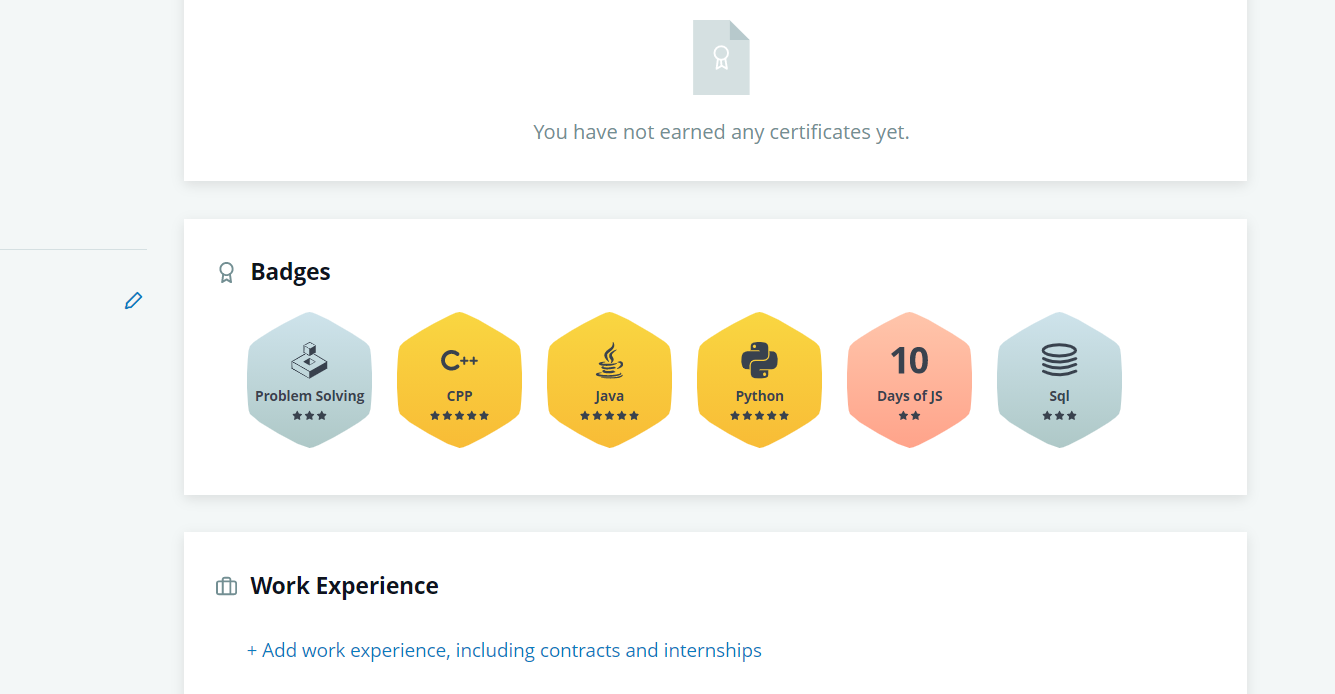 You have not earned any certificates yet.
Badges
Problem Solving
C++
CPP
Java
Python
10
Days of JS
Sql
Work Experience
+ Add work experience, including contracts and internships